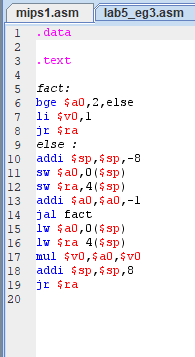 mips1.asm lab5_eg3.asm
1 .data
2
3 .text
4
5 fact:
6 bge $a0,2,else
7 li $v0,1
8 jr $ra
9 else :
10 addi $sp,$sp,-8
11 sw $a0,0($sp)
12 sw $ra,4($sp)
13 addi $a0,$a0,-1
14 jal fact
15 lw $a0,0($sp)
16 lw $ra 4($sp)
17 mul $v0,$a0,$v0
18 addi $sp,$sp,8
19 jr $ra
20